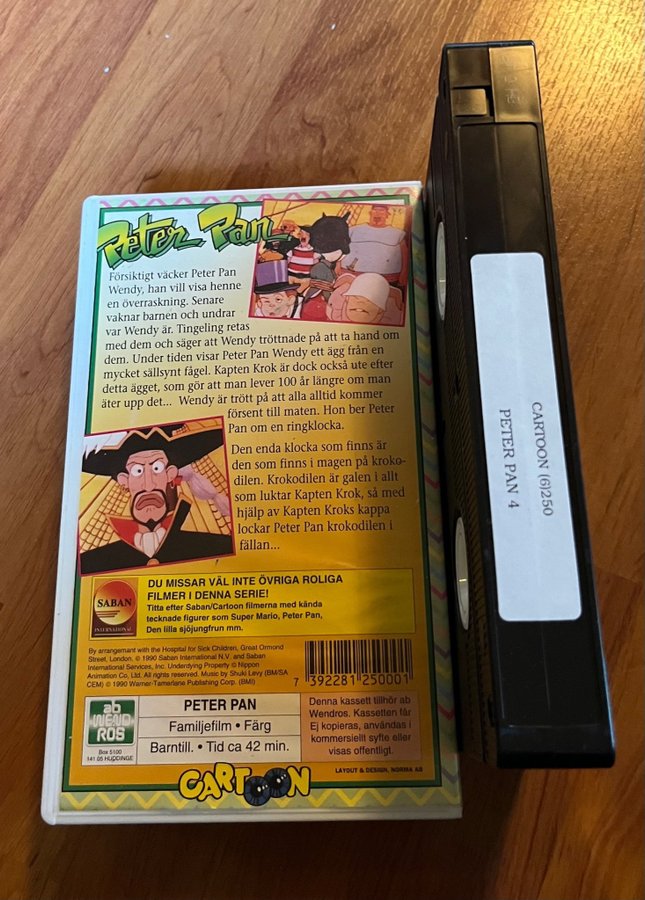 Peter Pan
Försiktigt väcker Peter Pan
Wendy, han vill visa henne
en överraskning. Senare
vaknar barnen och undrar
var Wendy är. Tingeling retas
med dem och säger att Wendy tröttnade på att ta hand om
dem. Under tiden visar Peter Pan Wendy ett ägg från en
mycket sällsynt fågel. Kapten Krok är dock också ute efter
detta ägget, som gör att man lever 100 år längre om man
äter upp det... Wendy är trött på att alla alltid kommer
försent till maten. Hon ber Peter
Pan om en ringklocka.
Den enda klocka som finns är
den som finns i magen på kroko-
dilen. Krokodilen är galen i allt
som luktar Kapten Krok, så med
hjälp av Kapten Kroks kappa
lockar Peter Pan krokodilen i
fällan...
SABAN
INTERNATIONAL
DU MISSAR VÄL INTE ÖVRIGA ROLIGA
FILMER I DENNA SERIE!
Titta efter Saban/Cartoon filmerna med kända
tecknade figurer som Super Mario, Peter Pan,
Den lilla sjöjungfrun mm.
By arrangement with the Hospital for Sick Children, Great Ormond
Street, London. © 1990 Saban International N.V. and Saban
International Services, Inc. Underlying Property © Nippon
Animation Co, Ltd. All rights reserved. Music by Shuki Levy (BM/SA
CEM) © 1990 Warner-Tamerlane Publishing Corp. (BMI)
7 392281 250001
ab
WEND
ROS
Box 5100
141 05 HUDDINGE
PETER PAN
Familjefilm • Färg
Barntill. • Tid ca 42 min.
Denna kassett tillhör ab
Wendros. Kassetten får
Ej kopieras, användas i
kommersiellt syfte eller
visas offentligt.
CARTOON
LAYOUT & DESIGN, NORMA AB
CARTOON (6)250
PETER PAN 4